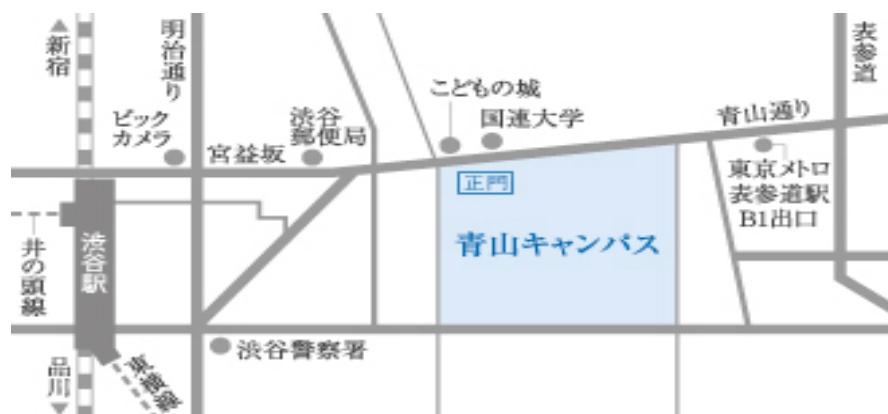 ▲新宿
明治通り
ビック
カメラ
宮益坂
渋谷
郵便局
こどもの城
国連大学
青山通り
表参道
東京メトロ
表参道駅
B1出口
正門
青山キャンパス
渋谷駅
井の頭線
渋谷警察署
東横線
品川▼